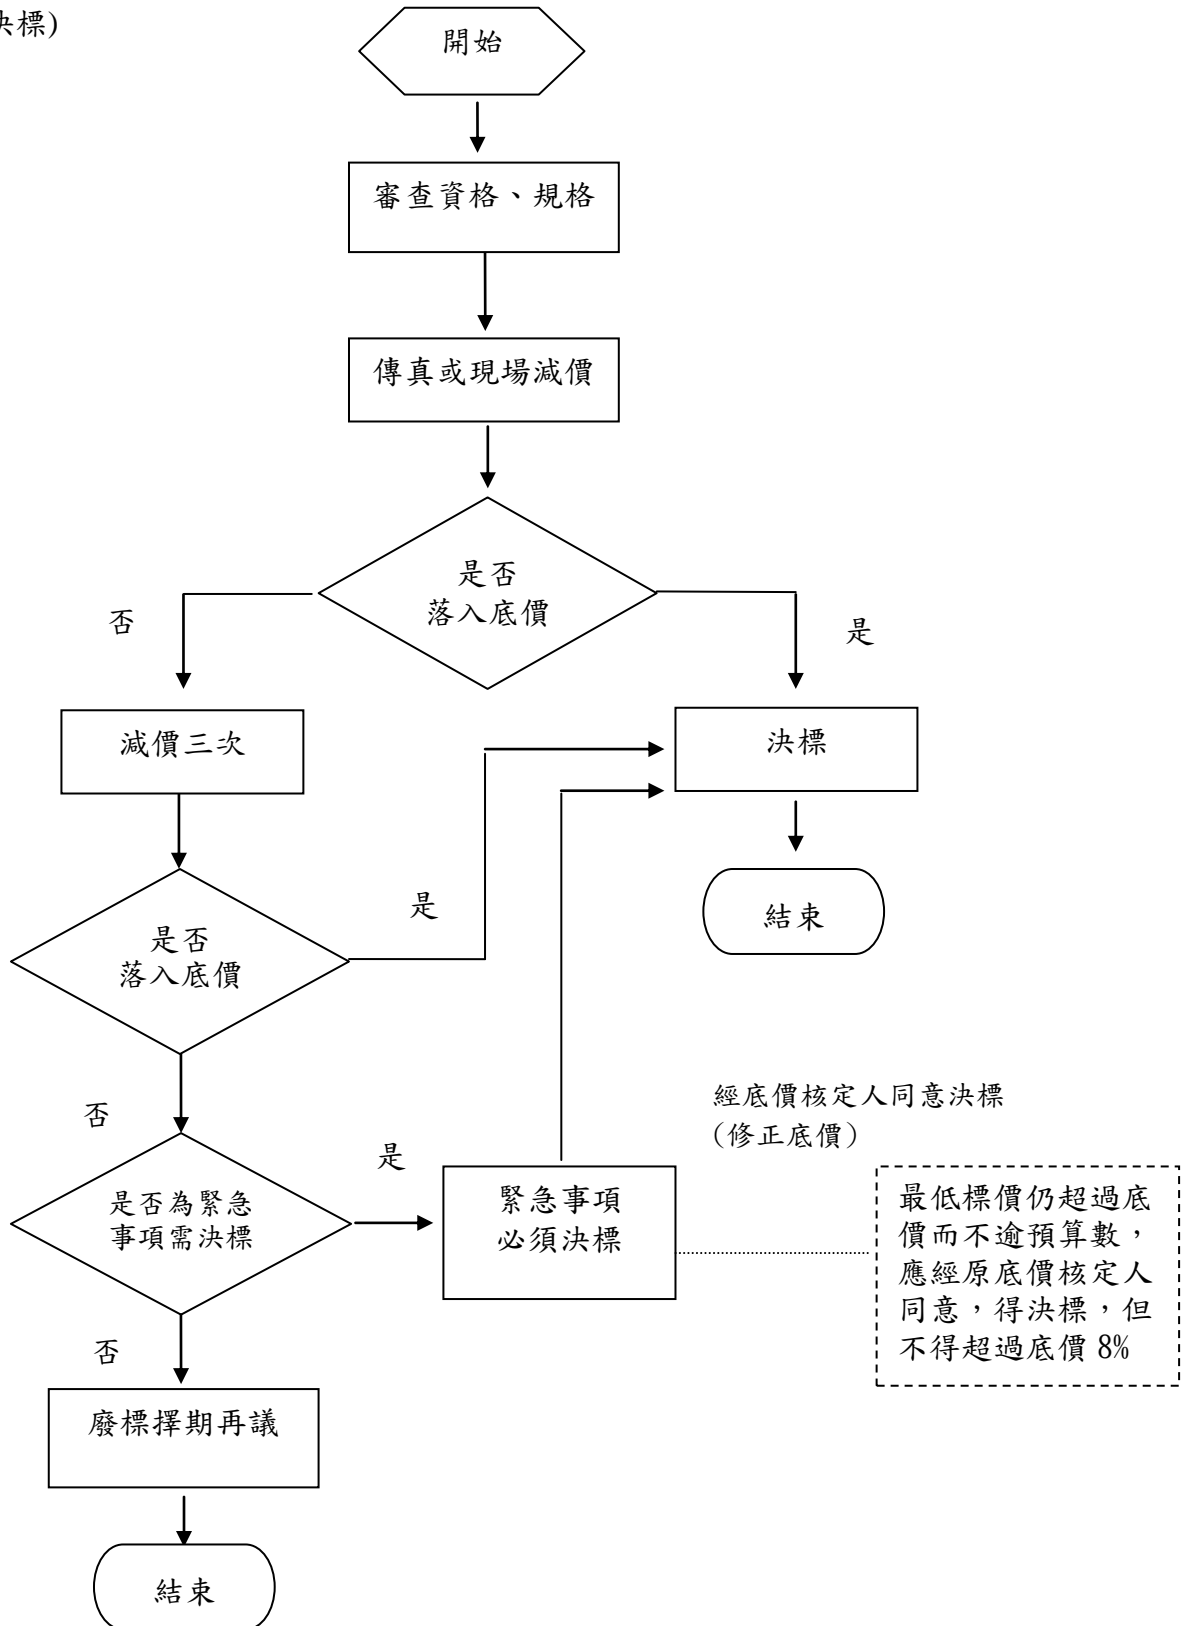 決標)
開始
審查資格、規格
傳真或現場減價
是否
落入底價
否
是
減價三次
決標
是
結束
是否
落入底價
否
經底價核定人同意決標
(修正底價)
是
是否為緊急
事項需決標
緊急事項
必須決標
最低標價仍超過底
價而不逾預算數,
應經原底價核定人
同意,得決標,但
不得超過底價 8%
否
廢標擇期再議
結束